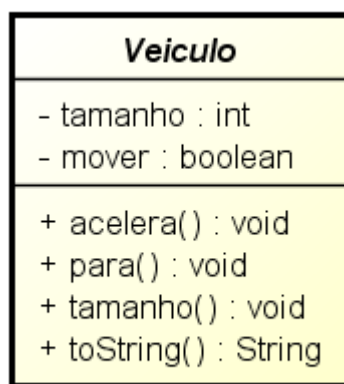 Veiculo
- tamanho : int
- mover : boolean
+ acelera() : void
+ para() : void
+ tamanho() : void
+ toString() : String